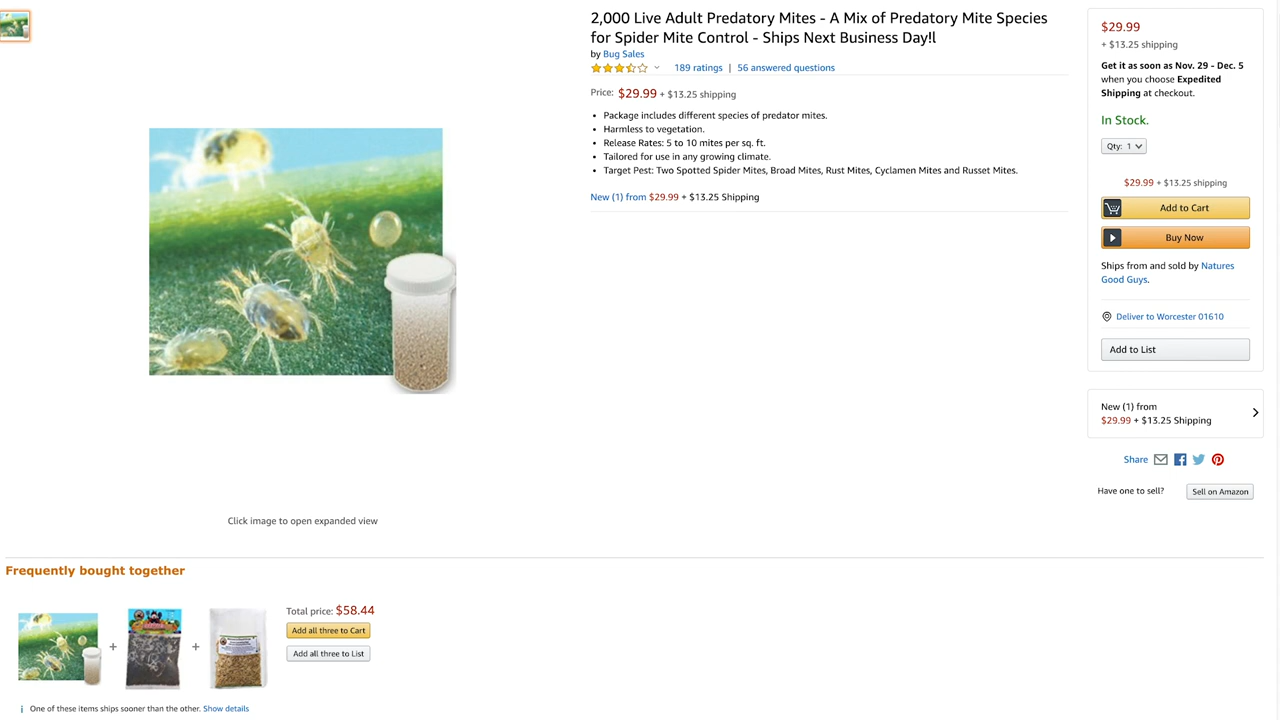 2,000 Live Adult Predatory Mites - A Mix of Predatory Mite Species
for Spider Mite Control - Ships Next Business Day!l
by Bug Sales
189 ratings | 56 answered questions
Price: $29.99 + $13.25 shipping
• Package includes different species of predator mites.
• Harmless to vegetation.
• Release Rates: 5 to 10 mites per sq. ft.
• Tailored for use in any growing climate.
• Target Pest: Two Spotted Spider Mites, Broad Mites, Rust Mites, Cyclamen Mites and Russet Mites.
New (1) from $29.99 + $13.25 Shipping
Click image to open expanded view
$29.99
+ $13.25 shipping
Get it as soon as Nov. 29 - Dec. 5
when you choose Expedited
Shipping at checkout.
In Stock.
Qty: 1
$29.99 + $13.25 shipping
Add to Cart
Buy Now
Ships from and sold by Natures
Good Guys.
Deliver to Worcester 01610
Add to List
New (1) from
$29.99 + $13.25 Shipping
Share
Have one to sell?
Sell on Amazon
Frequently bought together
+
+
Total price: $58.44
Add all three to Cart
Add all three to List
i One of these items ships sooner than the other. Show details